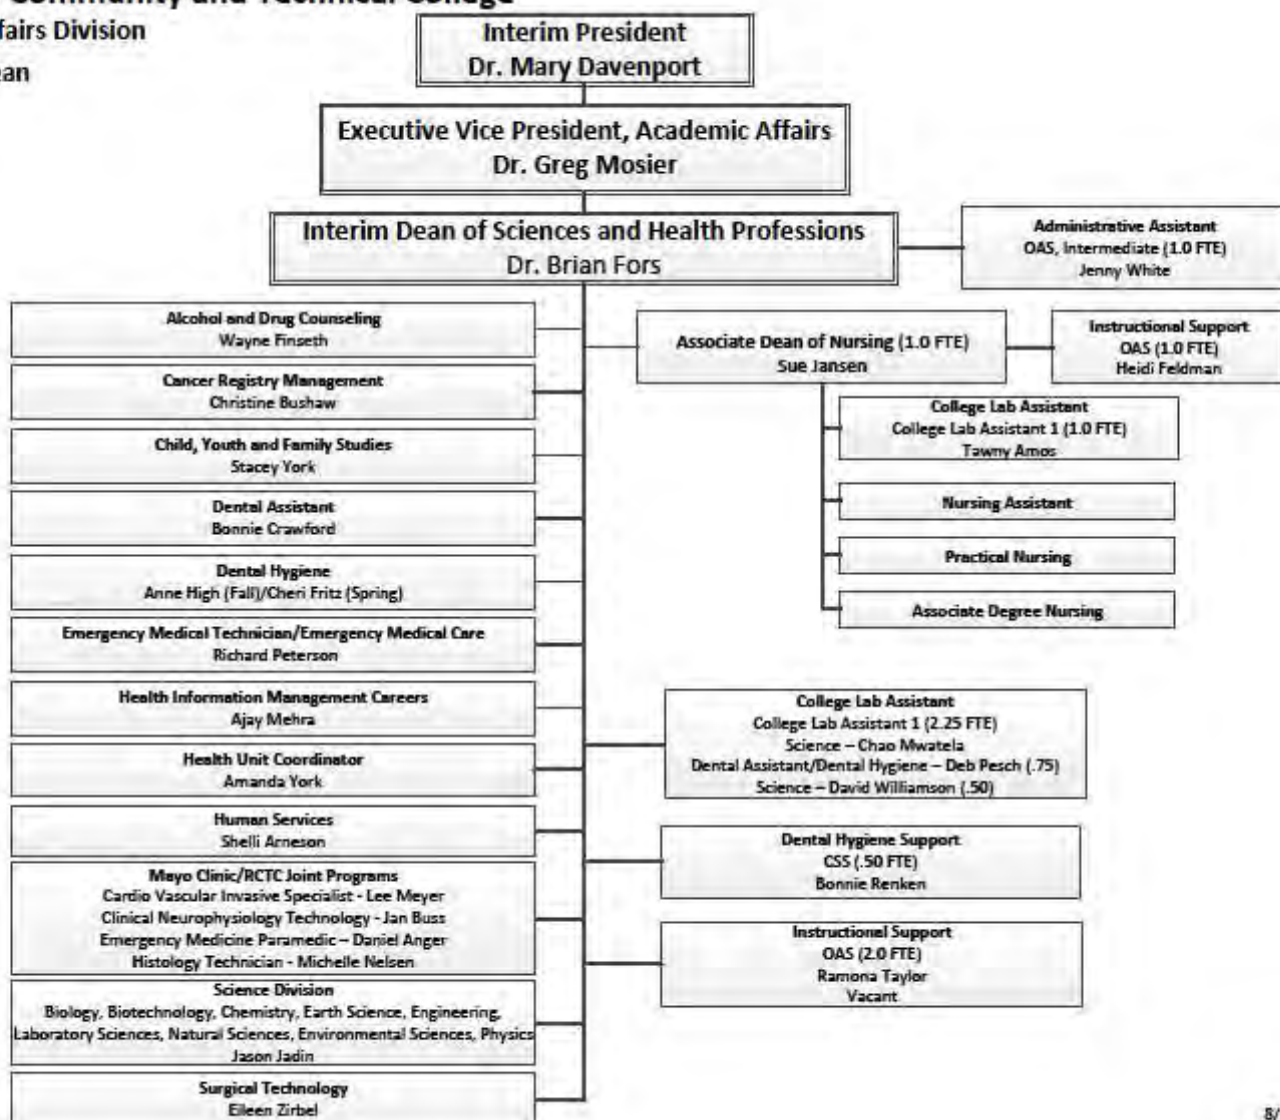 Community and Technical College
fairs Division
an
Interim President
Dr. Mary Davenport
Executive Vice President, Academic Affairs
Dr. Greg Mosier
Interim Dean of Sciences and Health Professions
Dr. Brian Fors
Administrative Assistant
OAS, Intermediate (1.0 FTE)
Jenny White
Alcohol and Drug Counseling
Wayne Finseth
Cancer Registry Management
Christine Bushaw
Child, Youth and Family Studies
Stacey York
Dental Assistant
Bonnie Crawford
Dental Hygiene
Anne High (Fall)/Cheri Fritz (Spring)
Emergency Medical Technician/Emergency Medical Care
Richard Peterson
Health Information Management Careers
Ajay Mehra
Health Unit Coordinator
Amanda York
Human Services
Shelli Arneson
Mayo Clinic/RCTC Joint Programs
Cardio Vascular Invasive Specialist - Lee Meyer
Clinical Neurophysiology Technology - Jan Buss
Emergency Medicine Paramedic – Daniel Anger
Histology Technician - Michelle Nelsen
Science Division
Biology, Biotechnology, Chemistry, Earth Science, Engineering,
Laboratory Sciences, Natural Sciences, Environmental Sciences, Physics
Jason Jadin
Surgical Technology
Eileen Zirbel
Associate Dean of Nursing (1.0 FTE)
Sue Jansen
Instructional Support
OAS (1.0 FTE)
Heidi Feldman
College Lab Assistant
College Lab Assistant 1 (1.0 FTE)
Tawny Amos
Nursing Assistant
Practical Nursing
Associate Degree Nursing
College Lab Assistant
College Lab Assistant 1 (2.25 FTE)
Science – Chao Mwatela
Dental Assistant/Dental Hygiene – Deb Pesch (.75)
Science – David Williamson (.50)
Dental Hygiene Support
CSS (.50 FTE)
Bonnie Renken
Instructional Support
OAS (2.0 FTE)
Ramona Taylor
Vacant
8/